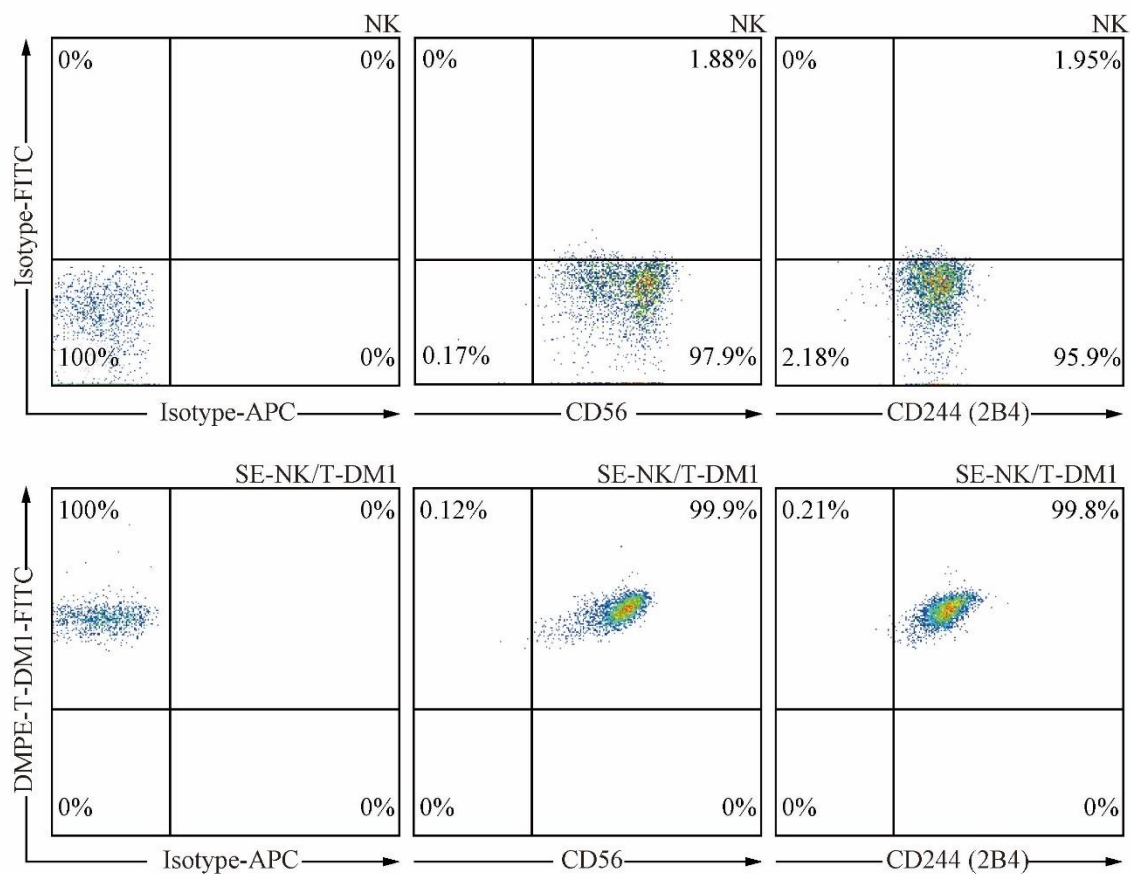 NK
NK
NK
0%
0%
0%
1.88%
0%
1.95%
Isotype-FITC
100%
0%
0.17%
97.9%
2.18%
95.9%
Isotype-APC
CD56
CD244 (2B4)
SE-NK/T-DM1
SE-NK/T-DM1
SE-NK/T-DM1
100%
0%
0.12%
99.9%
0.21%
99.8%
DMPE-T-DM1-FITC
0%
0%
0%
0%
0%
0%
Isotype-APC
CD56
CD244 (2B4)